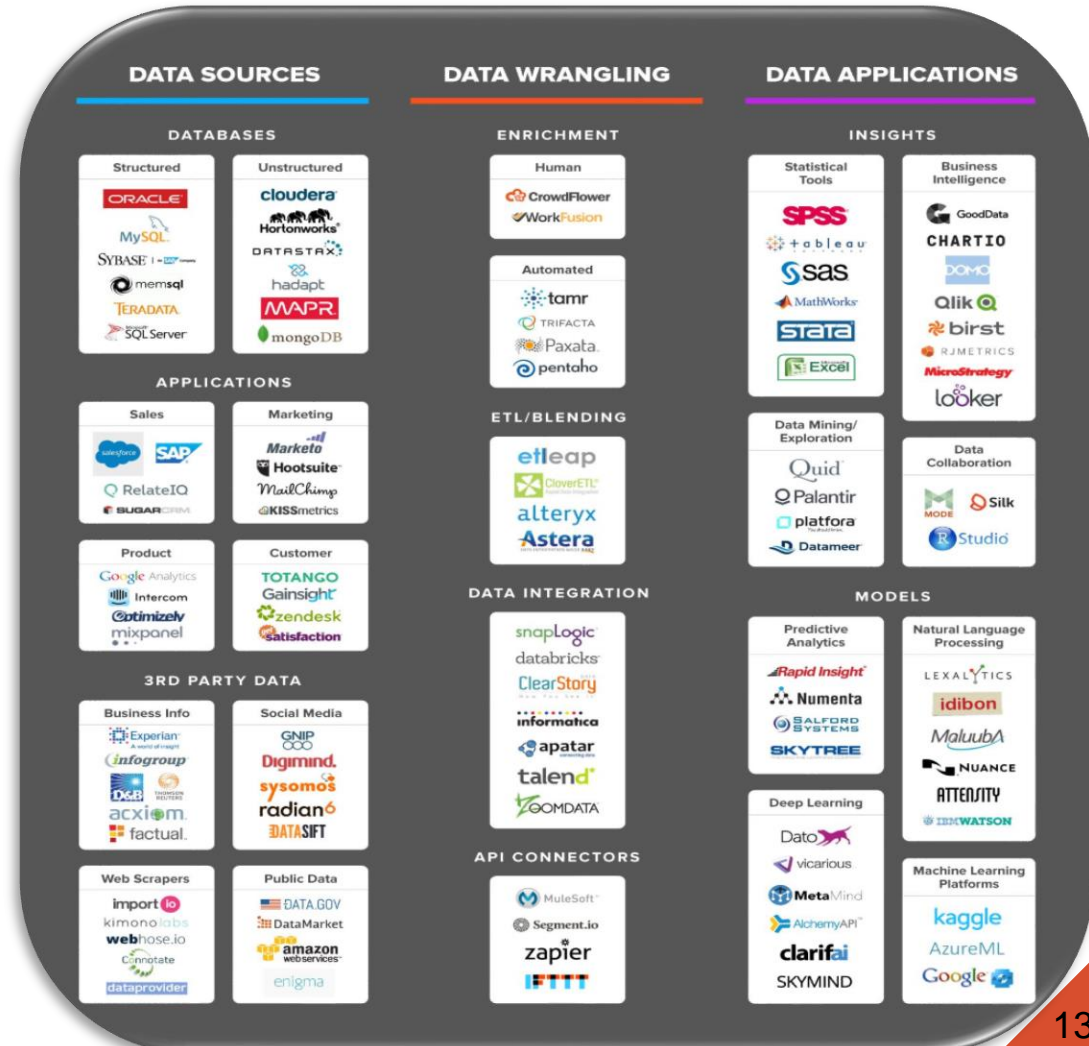 DATA SOURCES
DATABASES
Structured
ORACLE
MySQL
SYBASE
memsql
TERADATA
SQL Server
Unstructured
cloudera
Hortonworks
DATASTAX
hadapt
MAPR
mongoDB
APPLICATIONS
Sales
salesforce SAP
RelateIQ
SUGARCRM
Marketing
Marketo
Hootsuite
MailChimp
KISSmetrics
Product
Google Analytics
Intercom
Optimizely
mixpanel
Customer
TOTANGO
Gainsight
zendesk
satisfaction
3RD PARTY DATA
Business Info
Experian
A world of insight
infogroup
D&B THOMSON REUTERS
acxiom.
factual.
Social Media
GNIP
Digimind.
sysomos
radian6
DATASIFT
Web Scrapers
import io
kimonolabs
webhose.io
Connotate
dataprovider
Public Data
DATA.GOV
DataMarket
amazon
webservices
enigma
DATA WRANGLING
ENRICHMENT
Human
CrowdFlower
WorkFusion
Automated
tamr
TRIFACTA
Paxata
pentaho
ETL/BLENDING
etleap
CloverETL
alteryx
Astera
DATA INTEGRATION
snapLogic
databricks
ClearStory
informatica
apatar
talend
ZOOMDATA
API CONNECTORS
MuleSoft
Segment.io
zapier
IFTTT
DATA APPLICATIONS
INSIGHTS
Statistical
Tools
SPSS
+ableau
sas
MathWorks
STATA
Excel
Business
Intelligence
GoodData
CHARTIO
DOMO
Qlik
birst
RJMETRICS
MicroStrategy
looker
Data Mining/
Exploration
Quid
Palantir
platfora
Datameer
Data
Collaboration
MODE Silk
R Studio
MODELS
Predictive
Analytics
Rapid Insight
Numenta
SALFORD
SYSTEMS
SKYTREE
Natural Language
Processing
LEXALYTICS
idibon
MaluubA
NUANCE
ATTENSITY
IBM WATSON
Deep Learning
Dato
vicarious
MetaMind
AlchemyAPI
clarifai
SKYMIND
Machine Learning
Platforms
kaggle
AzureML
Google
13